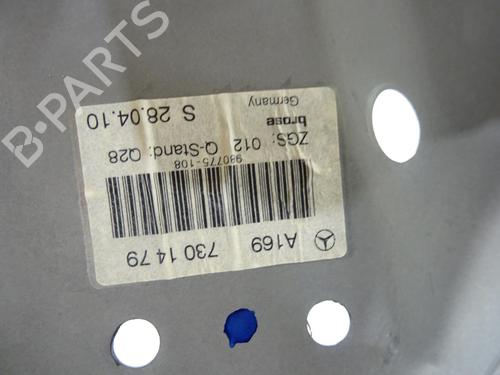 A169 730 14 79
980775-108
ZGS: 012 Q-Stand: Q28
brose
Germany
S 28.04.10
B-PARTS